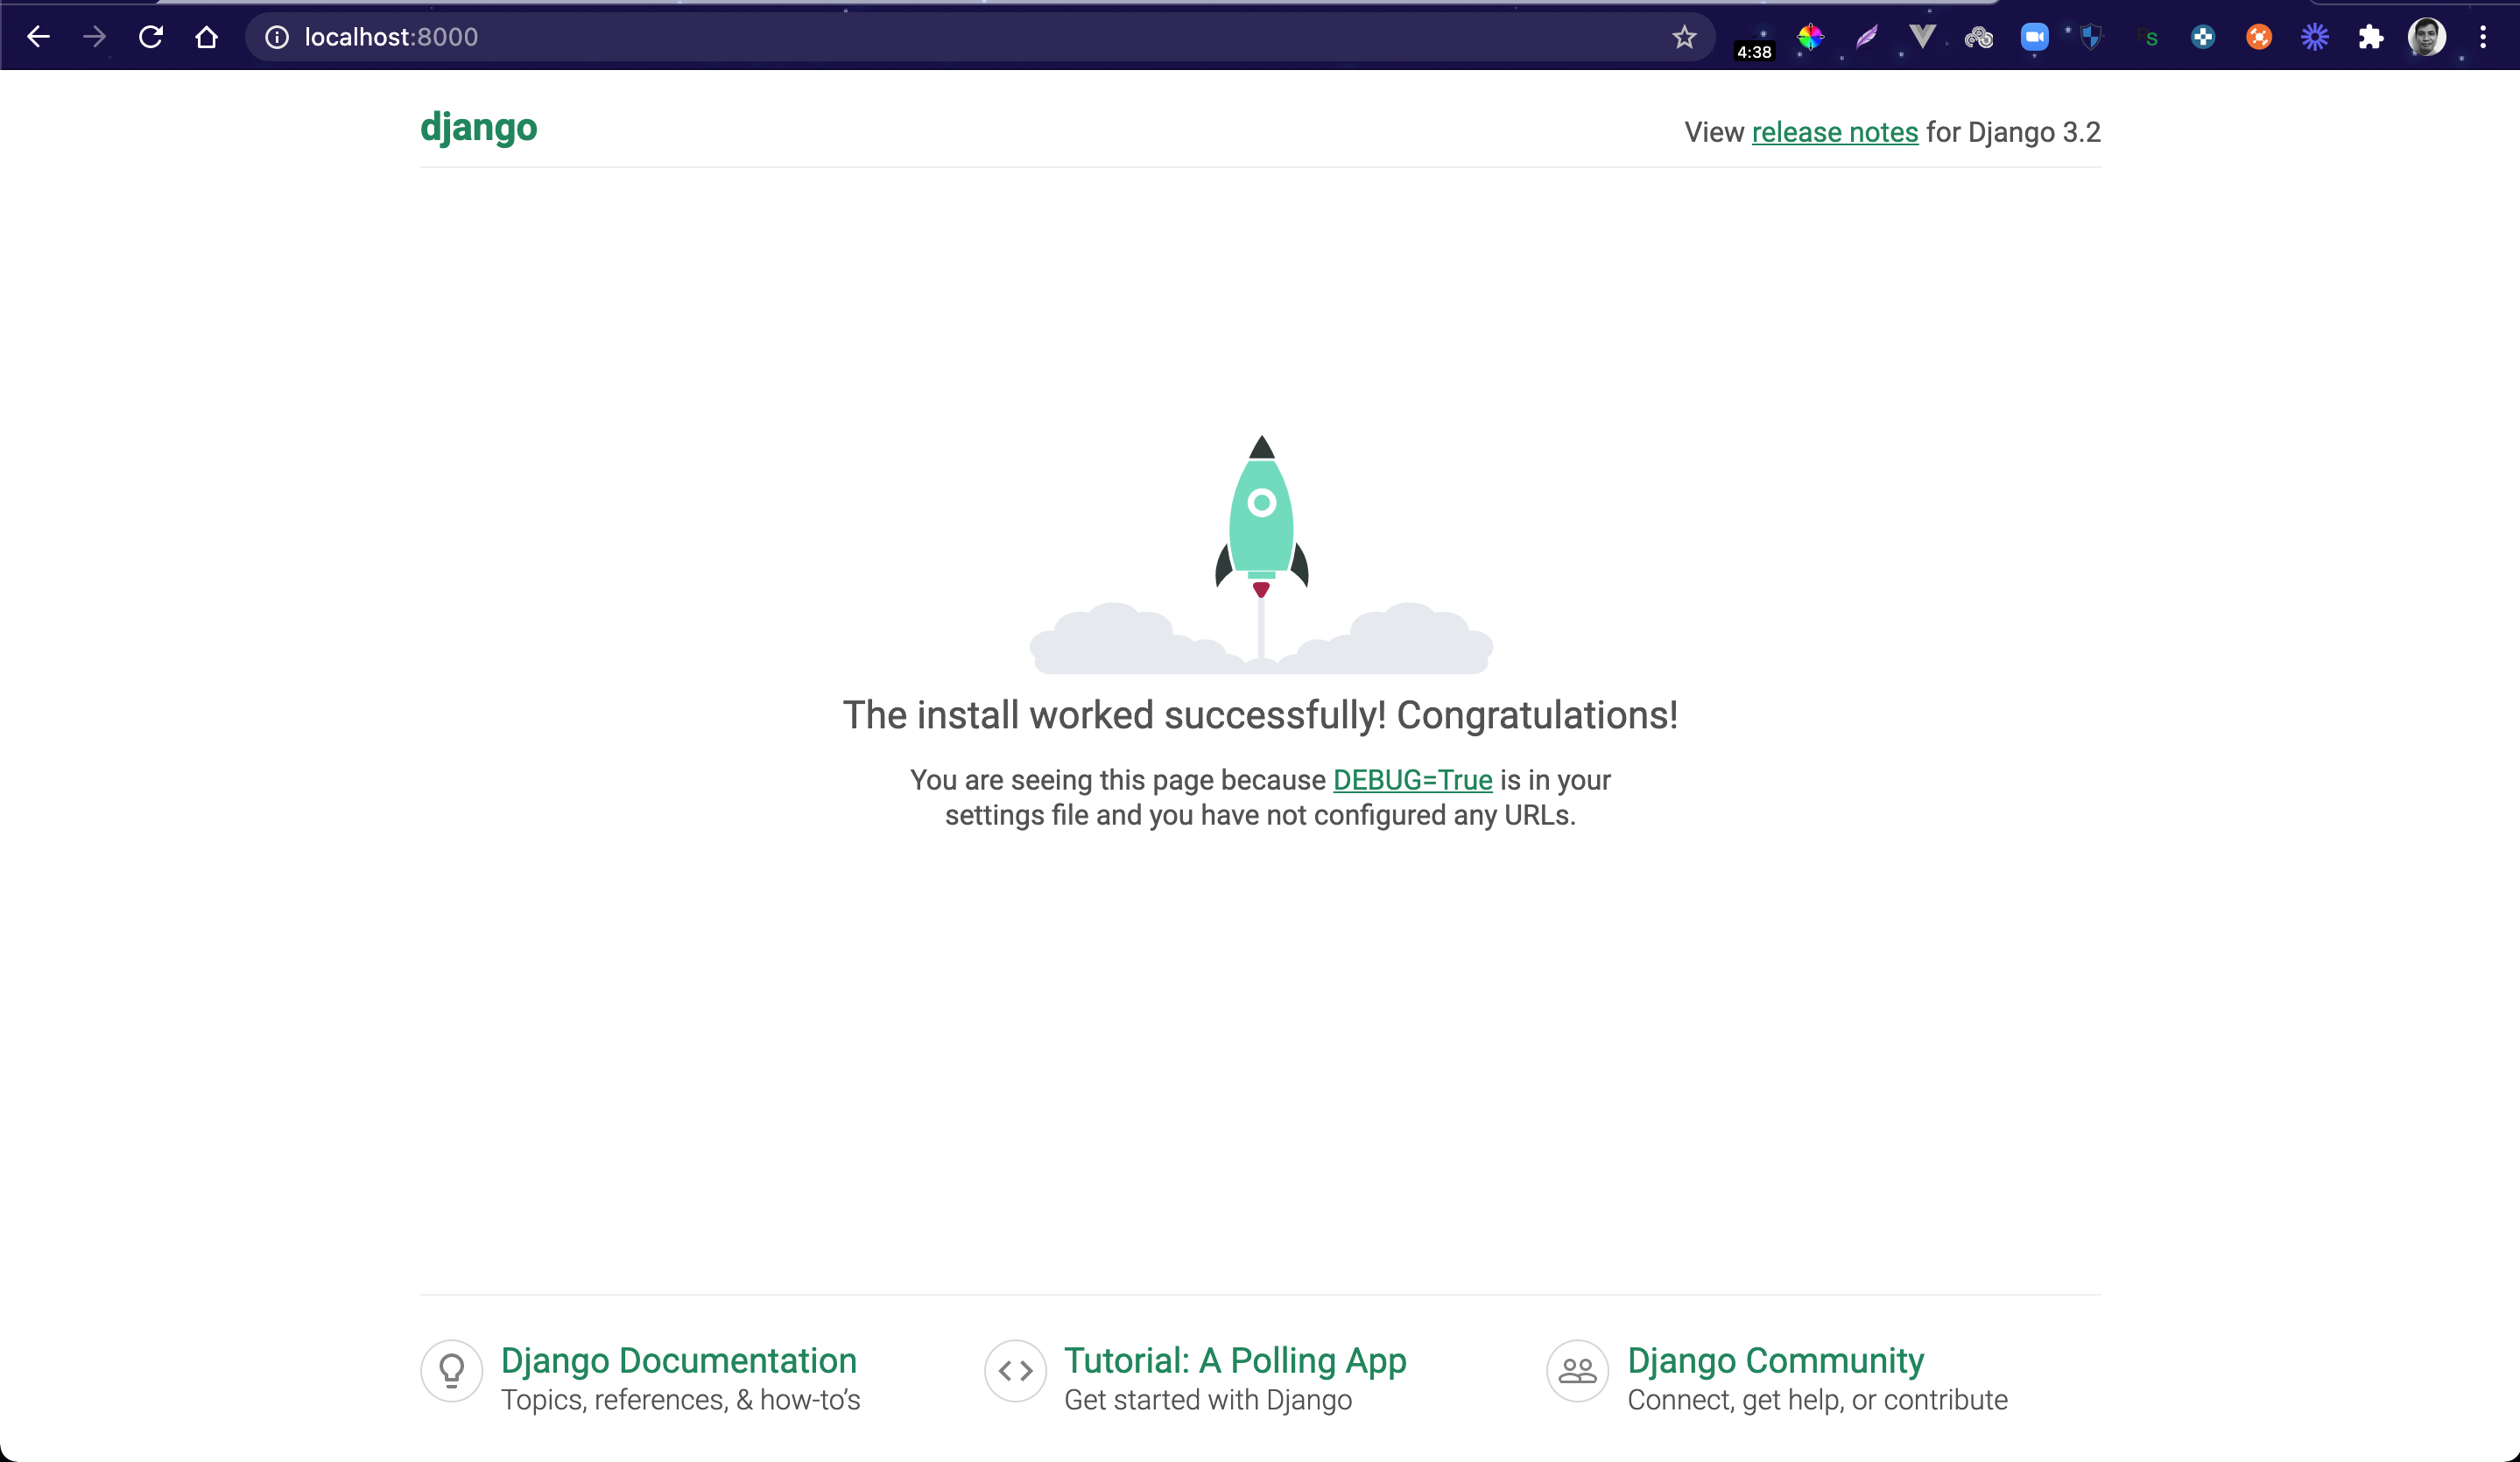 localhost:8000
4:38
django
View release notes for Django 3.2
The install worked successfully! Congratulations!
You are seeing this page because DEBUG=True is in your
settings file and you have not configured any URLs.
Django Documentation
Topics, references, & how-to’s
Tutorial: A Polling App
Get started with Django
Django Community
Connect, get help, or contribute